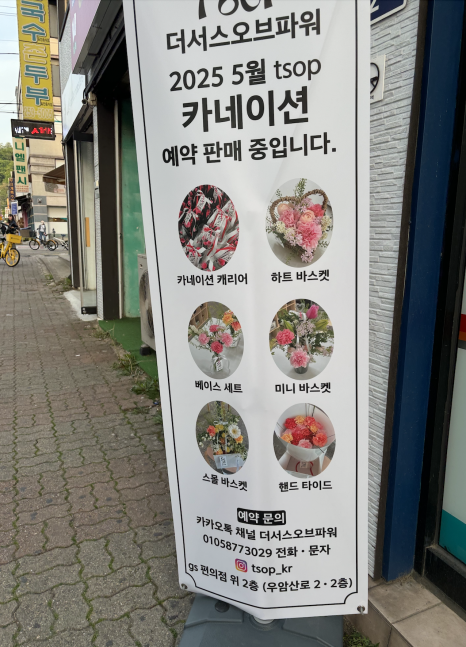 더서스오브파워
2025 5월 tsop
카네이션
예약 판매 중입니다.
카네이션 캐리어
하트 바스켓
베이스 세트
미니 바스켓
스몰 바스켓
핸드 타이드
예약 문의
카카오톡 채널 더서스오브파워
01058773029 전화·문자
tsop_kr
gs 편의점 위 2층 (우암산로 2·2층)
국수
두부
니엘팬시